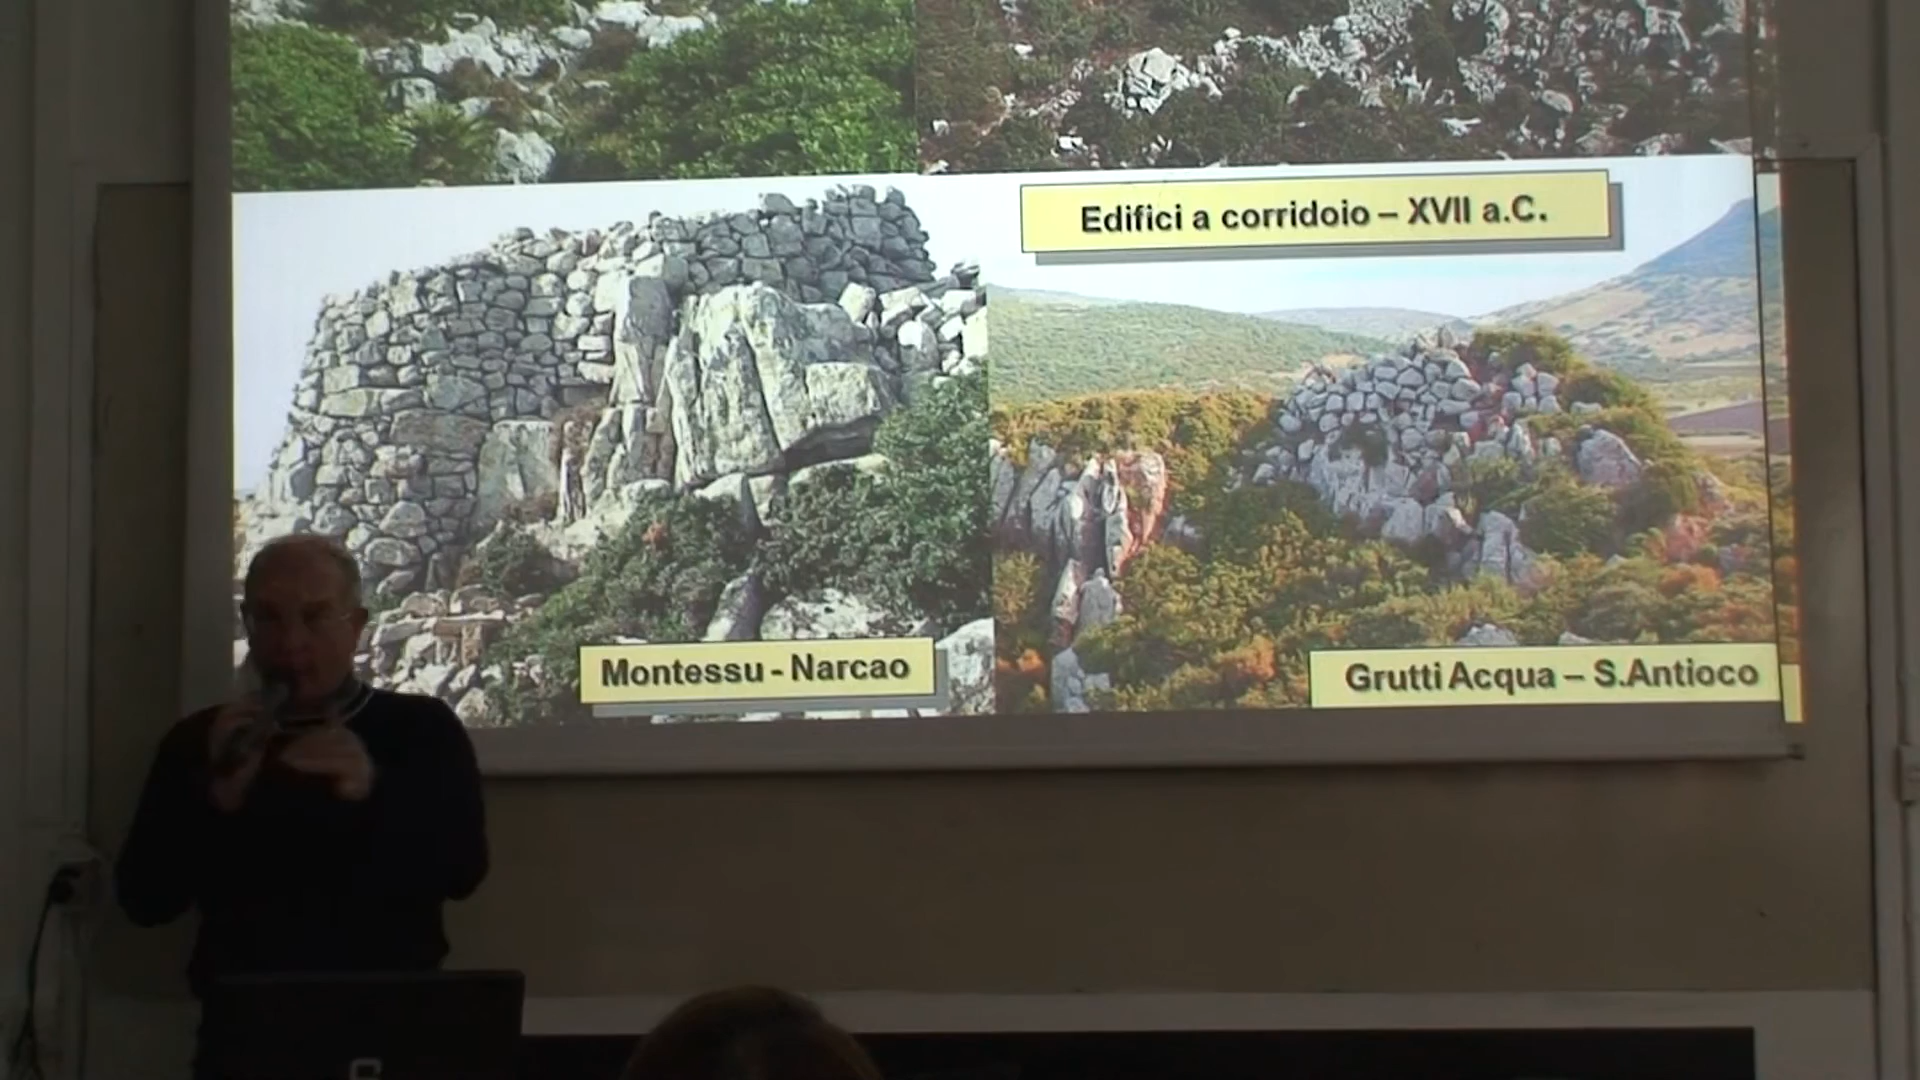 Edifici a corridoio – XVII a.C.
Montessu - Narcao
Grutti Acqua – S.Antioco